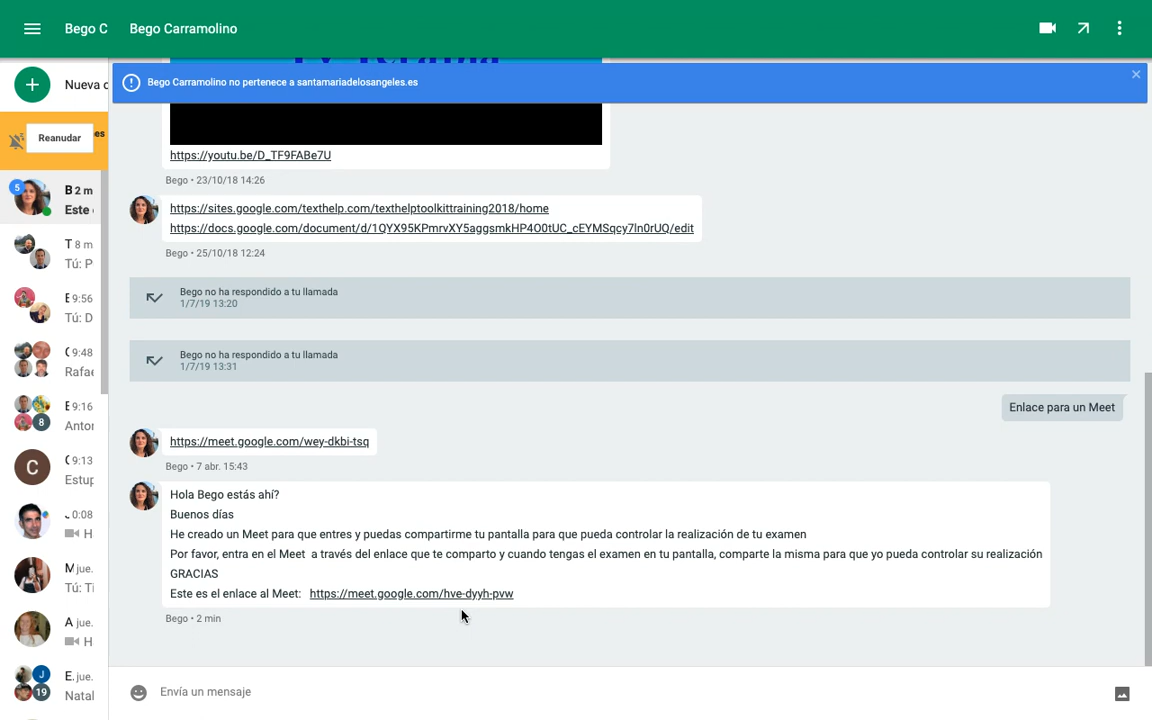 Bego C
Bego Carramolino
Nueva c
Bego Carramolino no pertenece a santamariadelosangeles.es
es
Reanudar
https://youtu.be/D_TF9FABe7U
Bego • 23/10/18 14:26
5
B 2 m
Este
https://sites.google.com/texthelp.com/texthelptoolkittraining2018/home
https://docs.google.com/document/d/1QYX95KPmrvXY5aggsmkHP4O0tUC_cEYMSqcy7ln0rUQ/edit
Bego • 25/10/18 12:24
T 8 m
Tú: P
Bego no ha respondido a tu llamada
1/7/19 13:20
9:56
Tú: D
Bego no ha respondido a tu llamada
1/7/19 13:31
9:48
Rafae
Enlace para un Meet
8
9:16
Anton
https://meet.google.com/wey-dkbi-tsq
Bego • 7 abr. 15:43
C
9:13
Estup
Hola Bego estás ahí?
Buenos días
He creado un Meet para que entres y puedas compartirme tu pantalla para que pueda controlar la realización de tu examen
Por favor, entra en el Meet a través del enlace que te comparto y cuando tengas el examen en tu pantalla, comparte la misma para que yo pueda controlar su realización
GRACIAS
Este es el enlace al Meet: https://meet.google.com/hve-dyyh-pvw
Bego • 2 min
0:08
H
M jue.
Tú: Ti
A jue.
H
J
19
E. jue.
Natal
Envía un mensaje